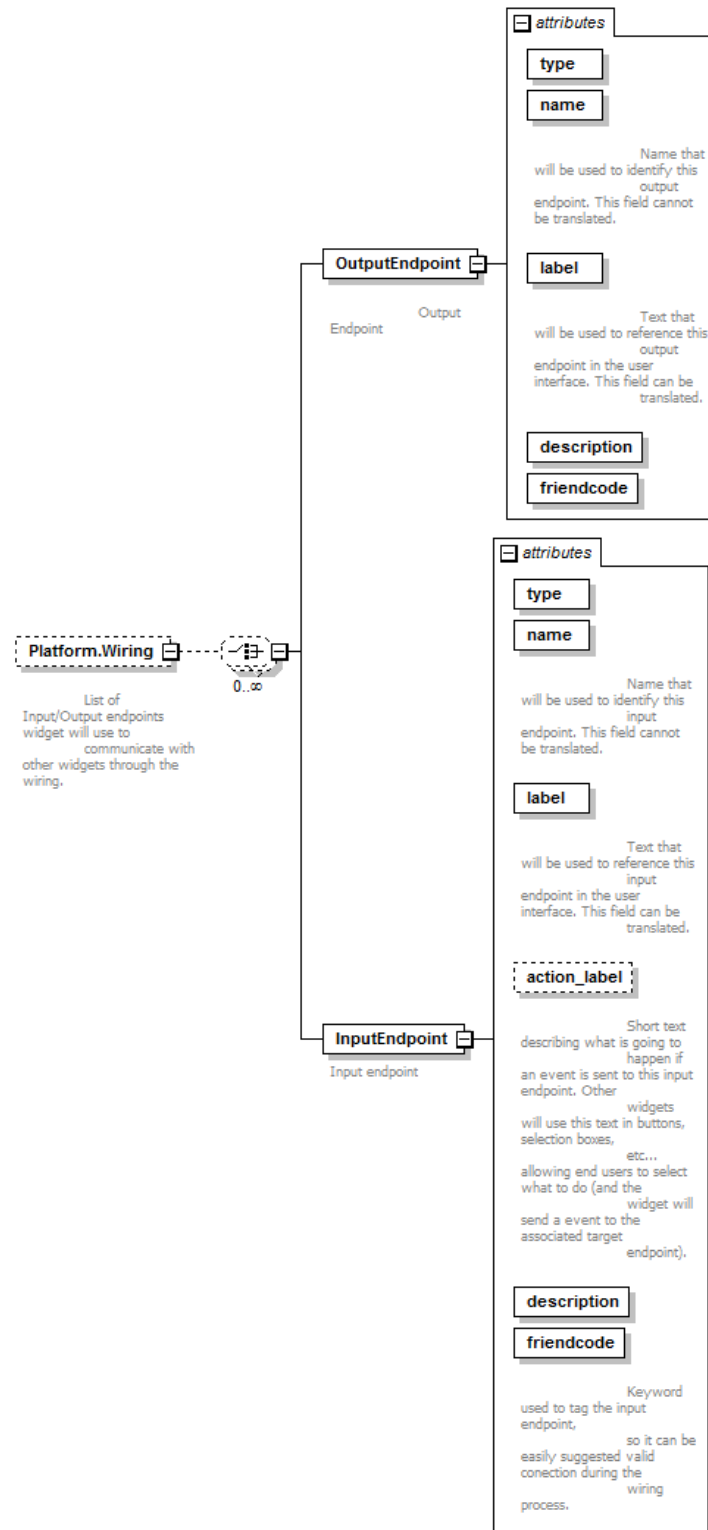 attributes
type
name
Name that
will be used to identify this
output
endpoint. This field cannot
be translated.
OutputEndpoint
label
Output
Endpoint
Text that
will be used to reference this
output
endpoint in the user
interface. This field can be
translated.
description
friendcode
attributes
type
name
Platform.Wiring
0..∞
List of
Input/Output endpoints
widget will use to
communicate with
other widgets through the
wiring.
Name that
will be used to identify this
input
endpoint. This field cannot
be translated.
label
Text that
will be used to reference this
input
endpoint in the user
interface. This field can be
translated.
action_label
InputEndpoint
Input endpoint
Short text
describing what is going to
happen if
an event is sent to this input
endpoint. Other
widgets
will use this text in buttons,
selection boxes,
etc...
allowing end users to select
what to do (and the
widget will
send a event to the
associated target
endpoint).
description
friendcode
Keyword
used to tag the input
endpoint,
so it can be
easily suggested valid
conection during the
wiring
process.